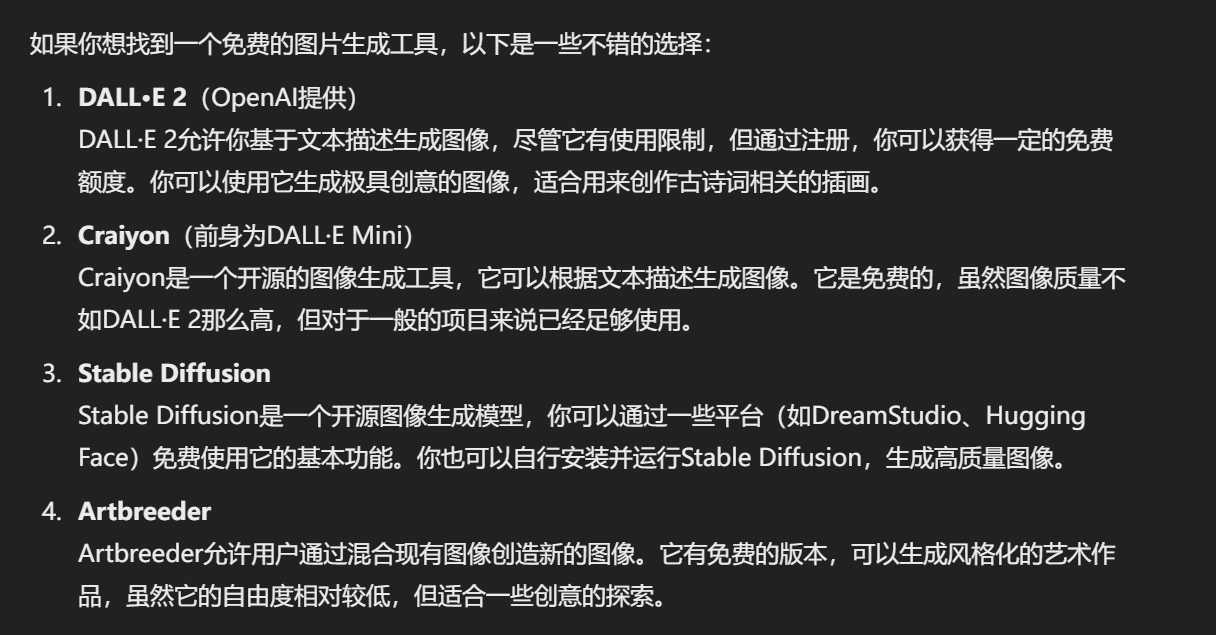 如果你想找到一个免费的图片生成工具，以下是一些不错的选择：
1. DALL•E 2（OpenAI提供）
DALL·E 2允许你基于文本描述生成图像，尽管它有使用限制，但通过注册，你可以获得一定的免费
额度。你可以使用它生成极具创意的图像，适合用来创作古诗词相关的插画。
2. Craiyon（前身为DALL·E Mini）
Craiyon是一个开源的图像生成工具，它可以根据文本描述生成图像。它是免费的，虽然图像质量不
如DALL·E 2那么高，但对于一般的项目来说已经足够使用。
3. Stable Diffusion
Stable Diffusion是一个开源图像生成模型，你可以通过一些平台（如DreamStudio、Hugging
Face）免费使用它的基本功能。你也可以自行安装并运行Stable Diffusion，生成高质量图像。
4. Artbreeder
Artbreeder允许用户通过混合现有图像创造新的图像。它有免费的版本，可以生成风格化的艺术作
品，虽然它的自由度相对较低，但适合一些创意的探索。